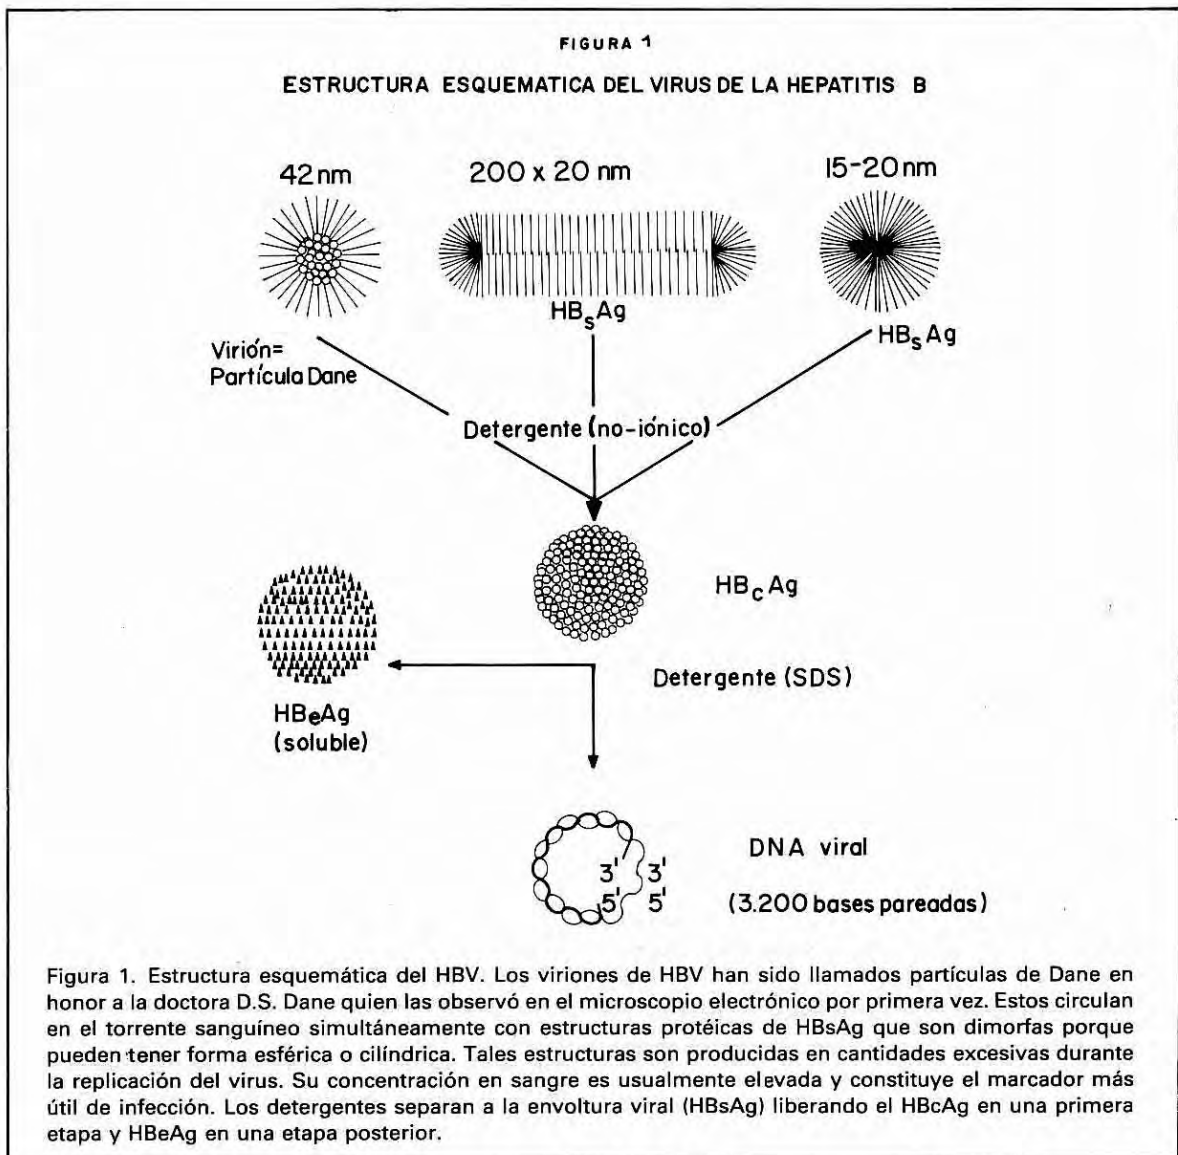 FIGURA 1
ESTRUCTURA ESQUEMATICA DEL VIRUS DE LA HEPATITIS B
42nm
200 x 20 nm
15-20nm
HBsAg
HBsAg
Virión=
Partícula Dane
Detergente (no-iónico)
HBcAg
Detergente (SDS)
HBeAg
(soluble)
DNA viral
3' 3'
5' 5'
(3.200 bases pareadas)
Figura 1. Estructura esquemática del HBV. Los viriones de HBV han sido llamados partículas de Dane en
honor a la doctora D.S. Dane quien las observó en el microscopio electrónico por primera vez. Estos circulan
en el torrente sanguíneo simultáneamente con estructuras protéicas de HBsAg que son dimorfas porque
pueden tener forma esférica o cilíndrica. Tales estructuras son producidas en cantidades excesivas durante
la replicación del virus. Su concentración en sangre es usualmente elevada y constituye el marcador más
útil de infección. Los detergentes separan a la envoltura viral (HBsAg) liberando el HBcAg en una primera
etapa y HBeAg en una etapa posterior.